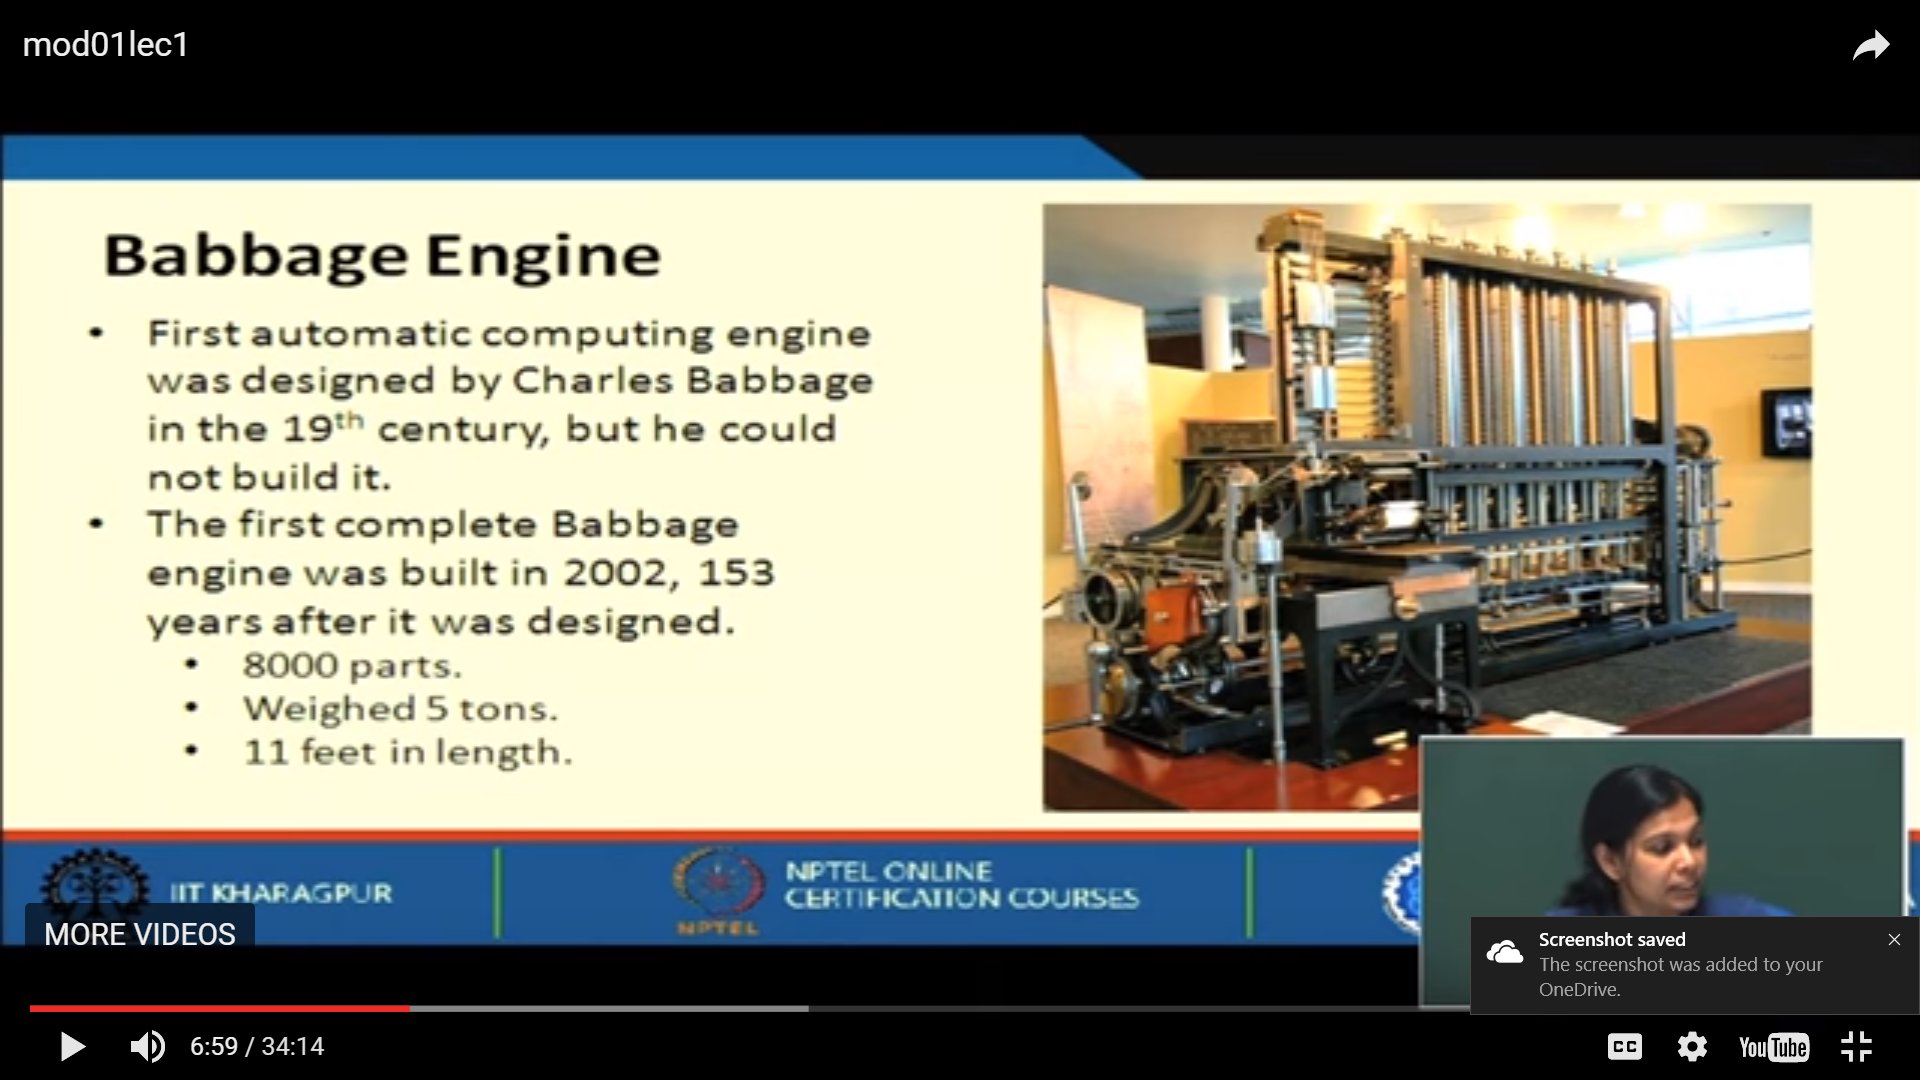 mod01lec1
Babbage Engine
• First automatic computing engine
was designed by Charles Babbage
in the 19th century, but he could
not build it.
• The first complete Babbage
engine was built in 2002, 153
years after it was designed.
• 8000 parts.
• Weighed 5 tons.
• 11 feet in length.
IIT KHARAGPUR
NPTEL ONLINE
CERTIFICATION COURSES
NPTEL
MORE VIDEOS
Screenshot saved
The screenshot was added to your
OneDrive.
6:59 / 34:14
CC
YouTube